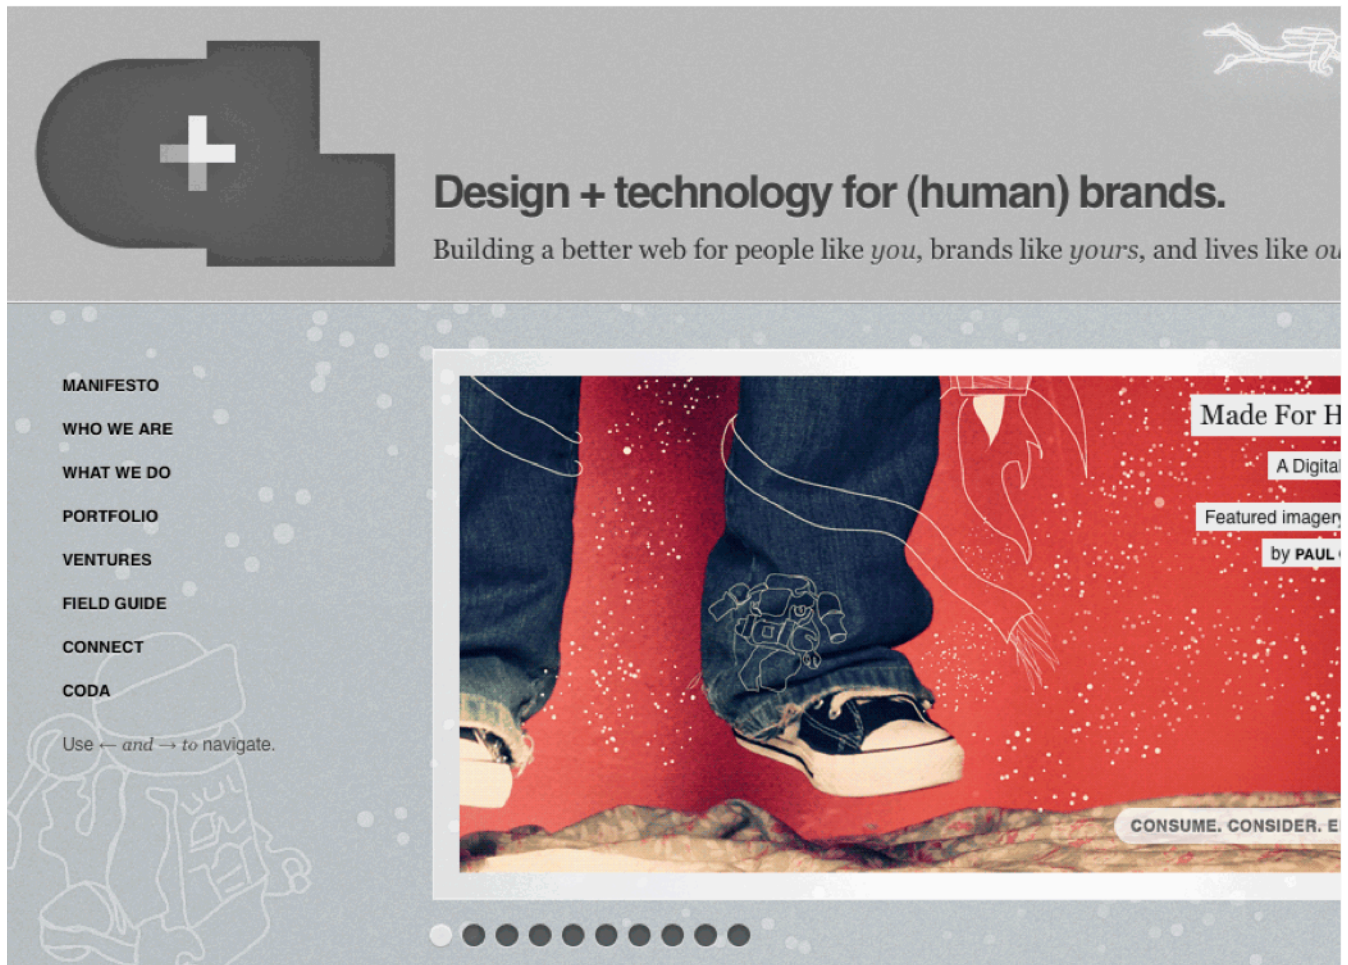 Design + technology for (human) brands.
Building a better web for people like you, brands like yours, and lives like ou
MANIFESTO
WHO WE ARE
WHAT WE DO
PORTFOLIO
VENTURES
FIELD GUIDE
CONNECT
CODA
Use ← and → to navigate.
Made For H
A Digital
Featured imagery
by PAUL
CONSUME. CONSIDER. E